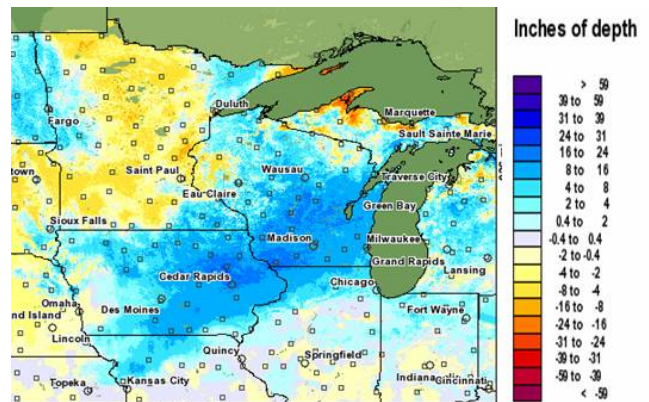 Inches of depth
> 59
39 to 59
31 to 39
24 to 31
16 to 24
8 to 16
4 to 8
2 to 4
0.4 to 2
-0.4 to 0.4
-2 to -0.4
-4 to -2
-8 to -4
-16 to -8
-24 to -16
-31 to -24
-39 to -31
-59 to -39
< -59
Duluth
Fargo
Marquette
Sault Sainte Marie
town
Saint Paul
Wausau
Traverse City
Eau Claire
Green Bay
Sioux Falls
Madison
Milwaukee
Grand Rapids
Cedar Rapids
Lansing
Chicago
Omaha
Des Moines
nd Island
Fort Wayne
Lincoln
Quincy
Springfield
Topeka
Kansas City
Cincinnati